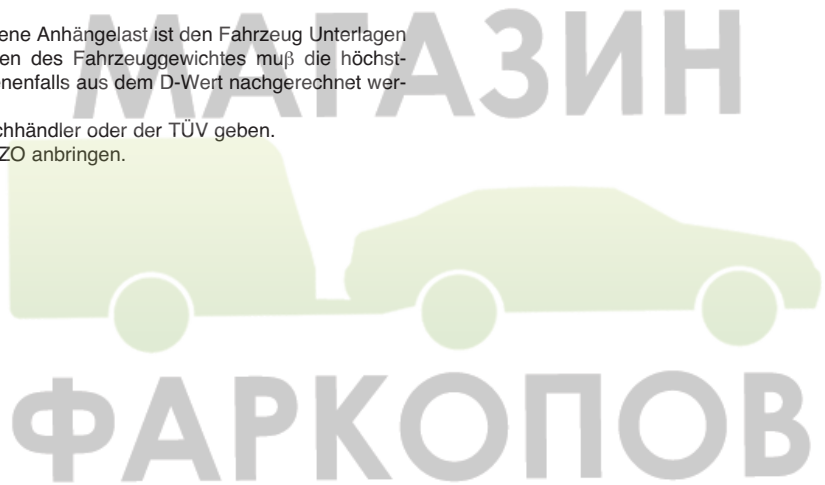 ene Anhängelast ist den Fahrzeug Unterlagen
en des Fahrzeuggewichtes muβ die höchst-
enenfalls aus dem D-Wert nachgerechnet wer-
chhändler oder der TÜV geben.
ZO anbringen.
МАГАЗИН
ФАРКОПОВ